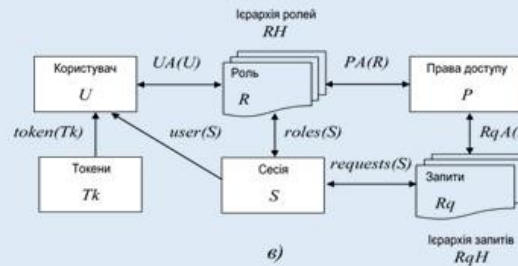 Ієрархія ролей
RH
Користувач
U
UA(U)
Роль
R
PA(R)
Права доступу
P
token(Tk)
user(S)
roles(S)
RqA(
Токени
Tk
Сесія
S
requests(S)
Запити
Rq
в)
Ієрархія запитів
RqH